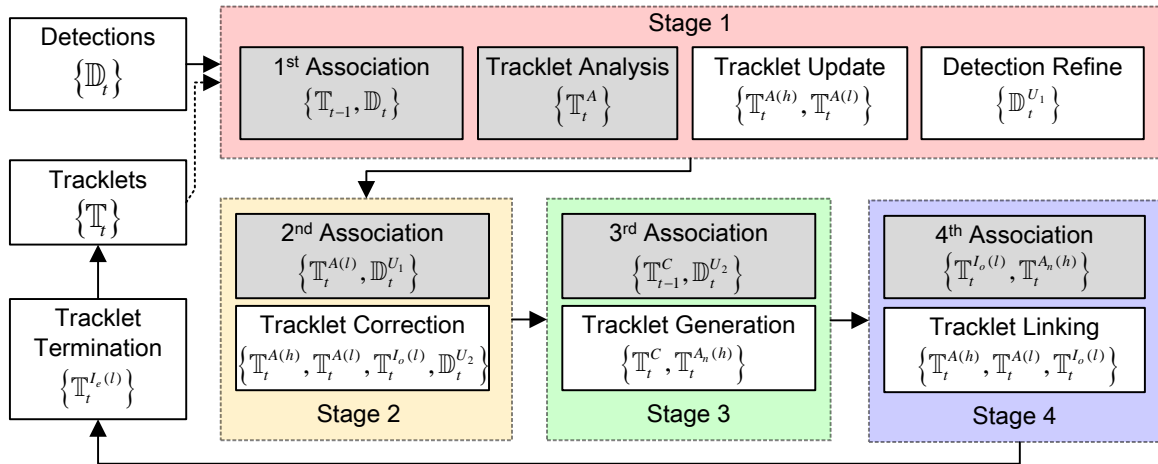 Detections
{𝔻_t}
Tracklets
{𝕋_t}
Tracklet
Termination
{𝕋_t^{I_e(l)}}
Stage 1
1st Association
{𝕋_{t-1}, 𝔻_t}
Tracklet Analysis
{𝕋_t^A}
Tracklet Update
{𝕋_t^{A(h)}, 𝕋_t^{A(l)}}
Detection Refine
{𝔻_t^{U_1}}
2nd Association
{𝕋_t^{A(l)}, 𝔻_t^{U_1}}
Tracklet Correction
{𝕋_t^{A(h)}, 𝕋_t^{A(l)}, 𝕋_t^{I_o(l)}, 𝔻_t^{U_2}}
Stage 2
3rd Association
{𝕋_{t-1}^C, 𝔻_t^{U_2}}
Tracklet Generation
{𝕋_t^C, 𝕋_t^{A_n(h)}}
Stage 3
4th Association
{𝕋_t^{I_o(l)}, 𝕋_t^{A_n(h)}}
Tracklet Linking
{𝕋_t^{A(h)}, 𝕋_t^{A(l)}, 𝕋_t^{I_o(l)}}
Stage 4